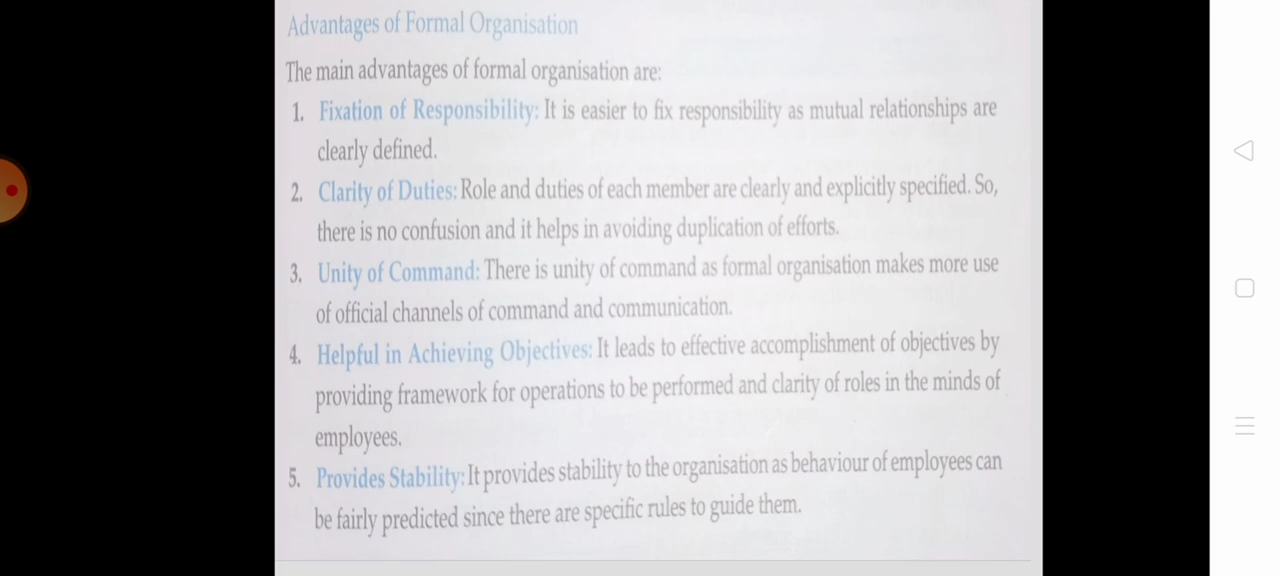 Advantages of Formal Organisation
The main advantages of formal organisation are:
1. Fixation of Responsibility: It is easier to fix responsibility as mutual relationships are
clearly defined.
2. Clarity of Duties: Role and duties of each member are clearly and explicitly specified. So,
there is no confusion and it helps in avoiding duplication of efforts.
3. Unity of Command: There is unity of command as formal organisation makes more use
of official channels of command and communication.
4. Helpful in Achieving Objectives: It leads to effective accomplishment of objectives by
providing framework for operations to be performed and clarity of roles in the minds of
employees.
5. Provides Stability: It provides stability to the organisation as behaviour of employees can
be fairly predicted since there are specific rules to guide them.